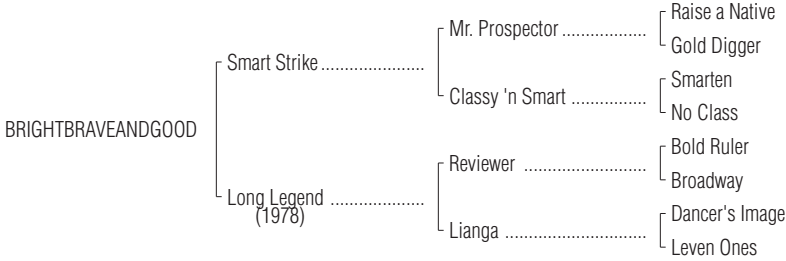 Raise a Native
Mr. Prospector ..................
Gold Digger
Smart Strike ......................
Smarten
Classy 'n Smart ................
No Class
BRIGHTBRAVEANDGOOD
Bold Ruler
Reviewer ..........................
Broadway
Long Legend ....................
(1978)
Dancer's Image
Lianga ..............................
Leven Ones